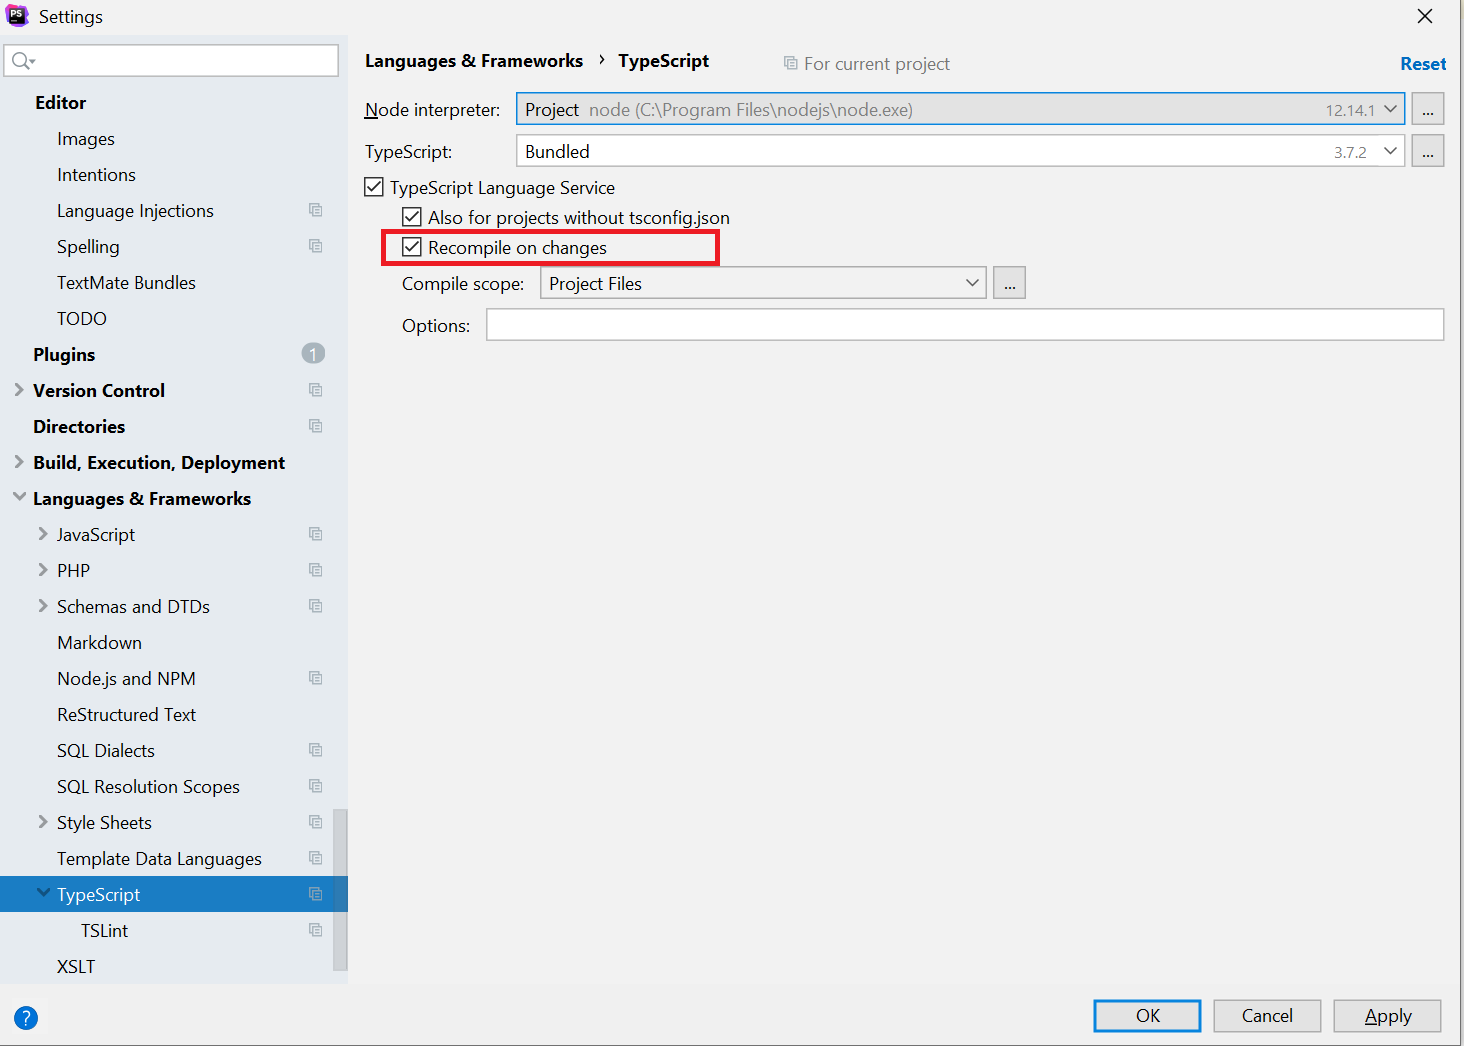 PS
Settings
Languages & Frameworks › TypeScript
For current project
Reset
Editor
Images
Intentions
Language Injections
Spelling
TextMate Bundles
TODO
Plugins
1
Version Control
Directories
Build, Execution, Deployment
Languages & Frameworks
JavaScript
PHP
Schemas and DTDs
Markdown
Node.js and NPM
ReStructured Text
SQL Dialects
SQL Resolution Scopes
Style Sheets
Template Data Languages
TypeScript
TSLint
XSLT
Node interpreter: Project node (C:\Program Files\nodejs\node.exe) 12.14.1 ...
TypeScript: Bundled 3.7.2 ...
TypeScript Language Service
Also for projects without tsconfig.json
Recompile on changes
Compile scope: Project Files ...
Options:
?
OK Cancel Apply